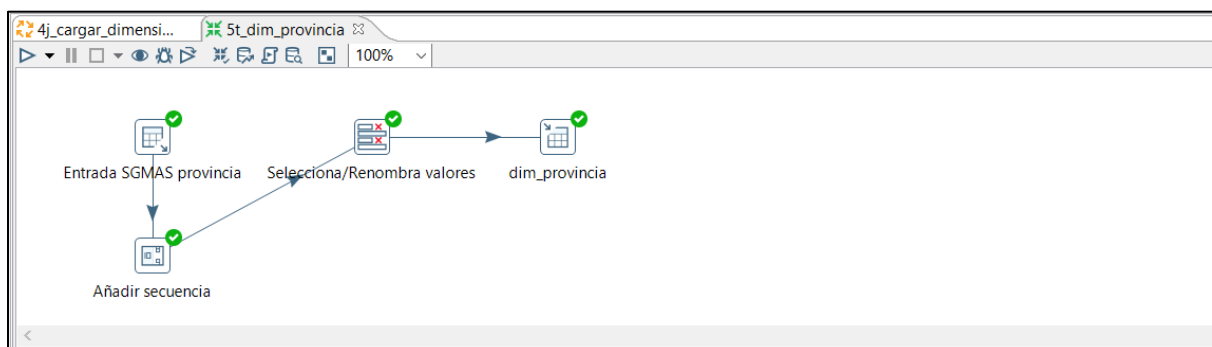 4j_cargar_dimensi... 5t_dim_provincia
100%
Entrada SGMAS provincia Selecciona/Renombra valores dim_provincia
Añadir secuencia